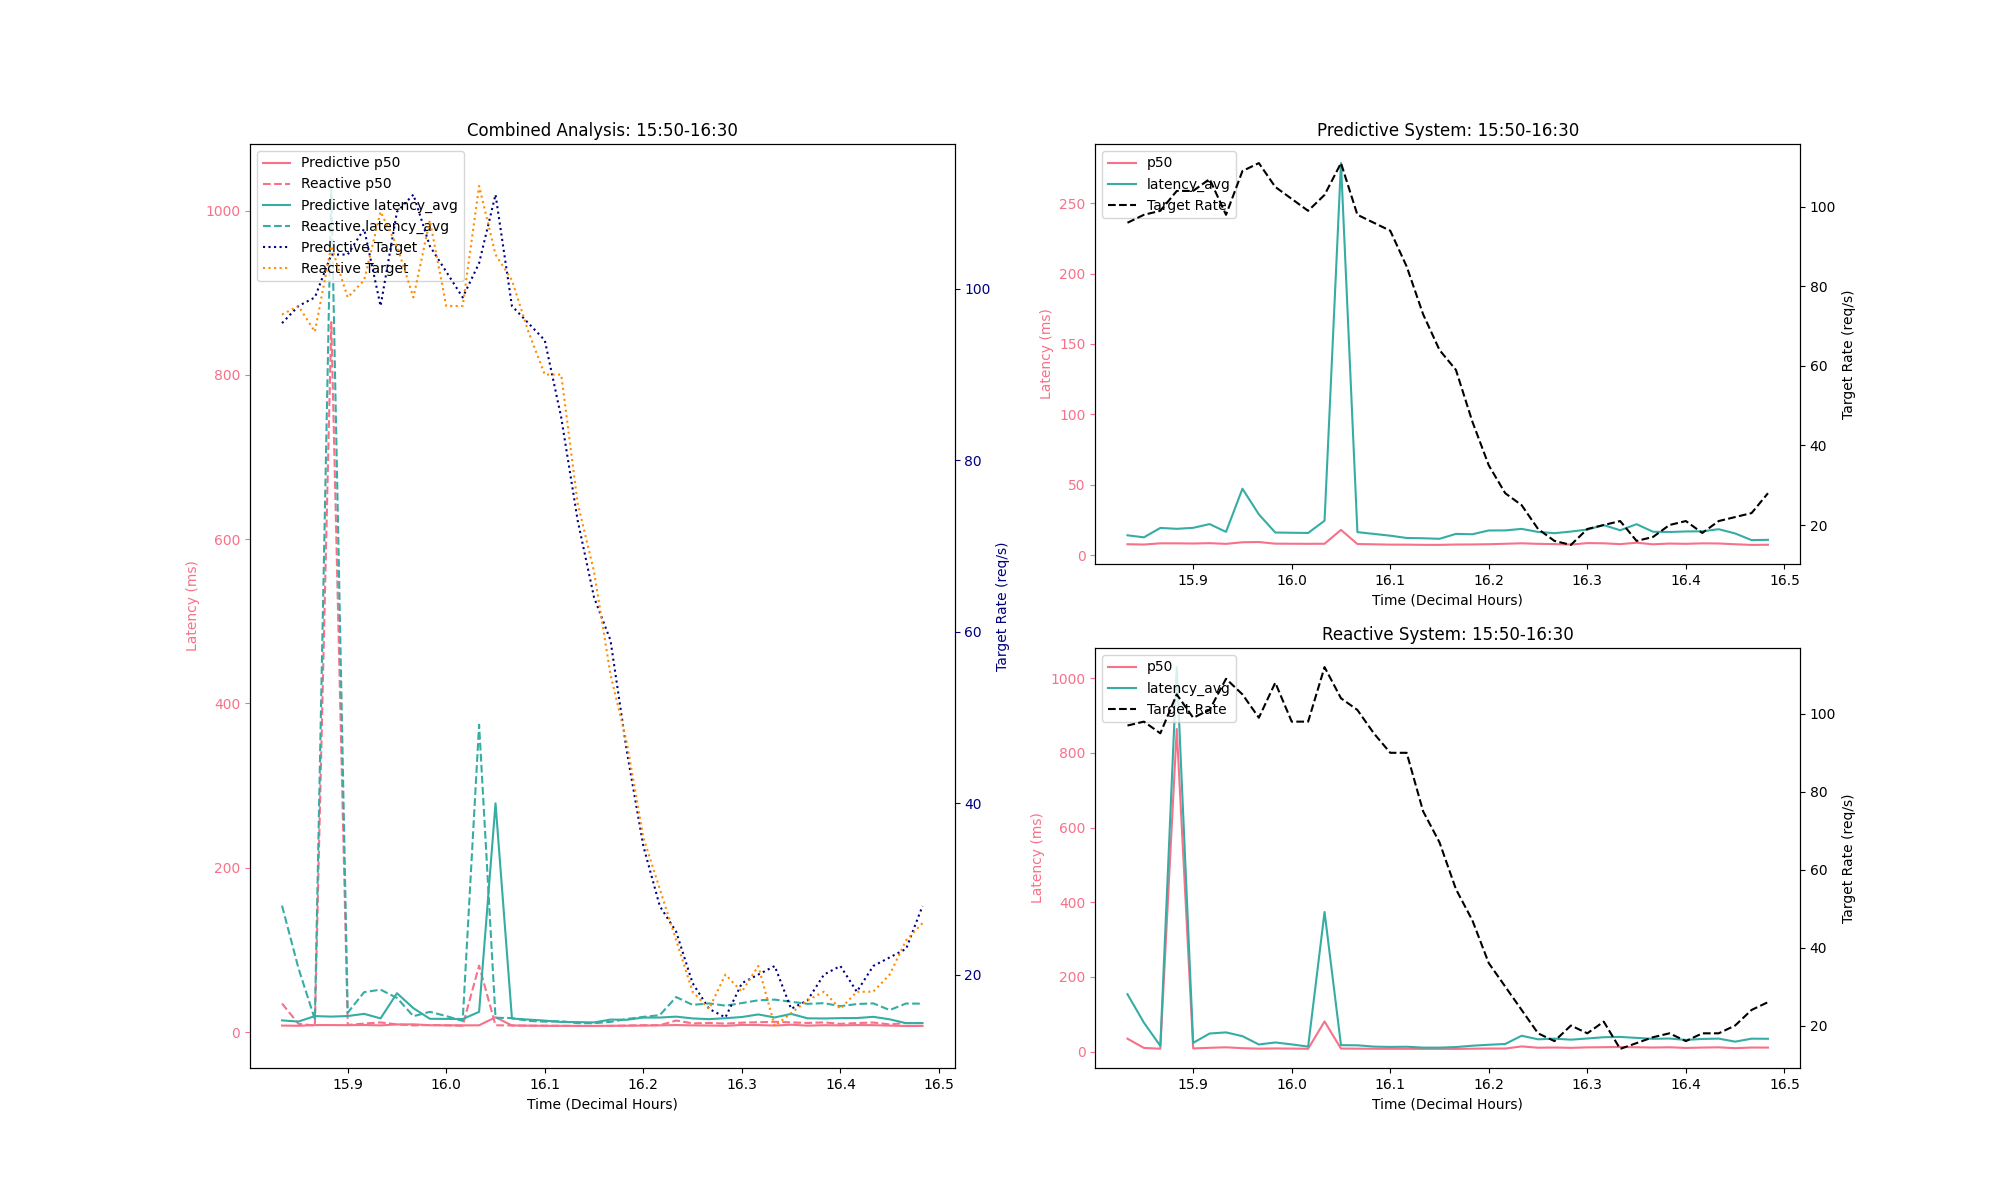 Combined Analysis: 15:50-16:30
Predictive p50
Reactive p50
Predictive latency_avg
Reactive latency_avg
Predictive Target
Reactive Target
1000
800
600
400
200
0
Latency (ms)
100
80
60
40
20
Target Rate (req/s)
15.9 16.0 16.1 16.2 16.3 16.4 16.5
Time (Decimal Hours)
Predictive System: 15:50-16:30
p50
latency_avg
Target Rate
250
200
150
100
50
0
Latency (ms)
100
80
60
40
20
Target Rate (req/s)
15.9 16.0 16.1 16.2 16.3 16.4 16.5
Time (Decimal Hours)
Reactive System: 15:50-16:30
p50
latency_avg
Target Rate
1000
800
600
400
200
0
Latency (ms)
100
80
60
40
20
Target Rate (req/s)
15.9 16.0 16.1 16.2 16.3 16.4 16.5
Time (Decimal Hours)